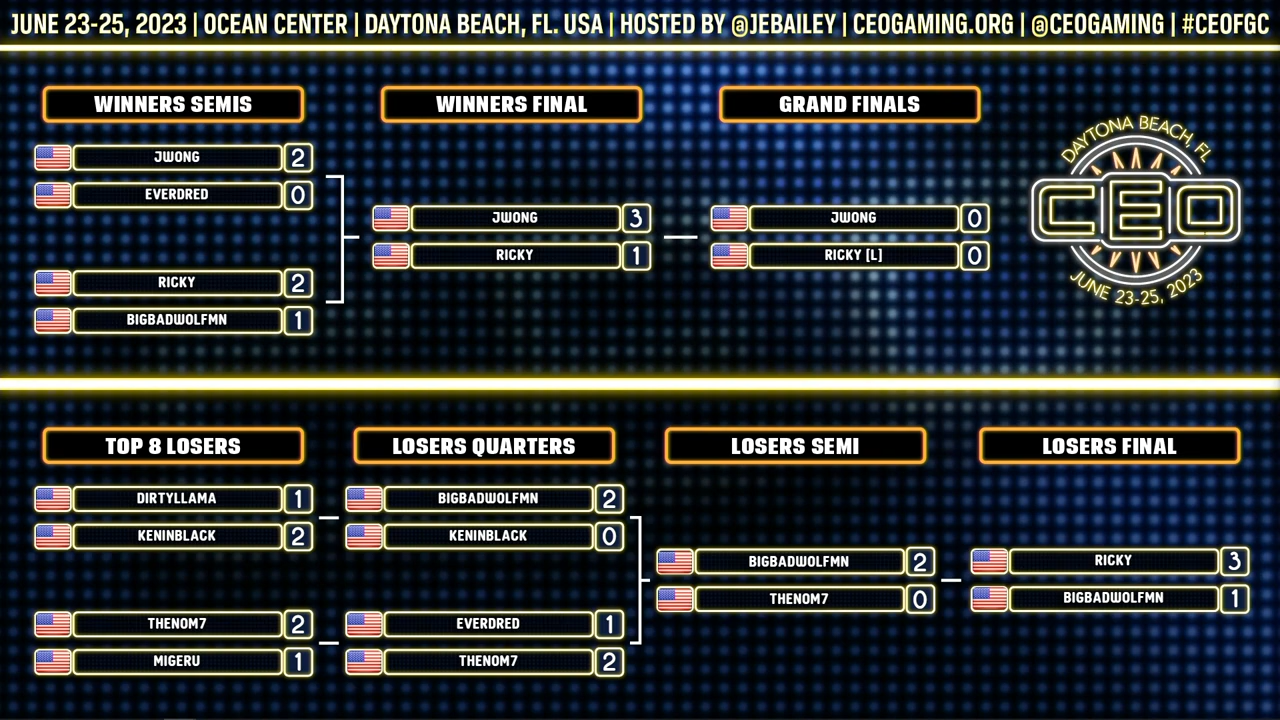 JUNE 23-25, 2023 | OCEAN CENTER | DAYTONA BEACH, FL. USA | HOSTED BY @JEBAILEY | CEOGAMING.ORG | @CEOGAMING | #CEOFGC
WINNERS SEMIS
JWONG 2
EVERDRED 0
RICKY 2
BIGBADWOLFMN 1
WINNERS FINAL
JWONG 3
RICKY 1
GRAND FINALS
JWONG 0
RICKY [L] 0
DAYTONA BEACH, FL
CEO
JUNE 23-25, 2023
TOP 8 LOSERS
DIRTYLLAMA 1
KENINBLACK 2
THENOM7 2
MIGERU 1
LOSERS QUARTERS
BIGBADWOLFMN 2
KENINBLACK 0
EVERDRED 1
THENOM7 2
LOSERS SEMI
BIGBADWOLFMN 2
THENOM7 0
LOSERS FINAL
RICKY 3
BIGBADWOLFMN 1